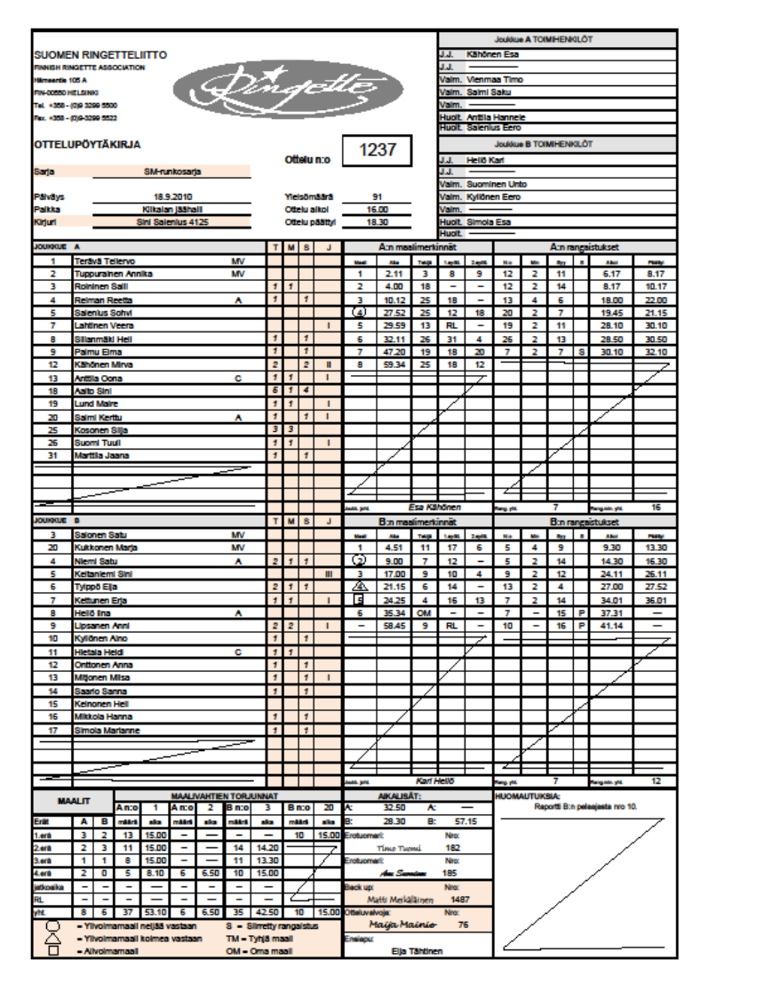 Joukkue A TOIMIHENKILÖT
SUOMEN RINGETTELIITTO
J.J. Kähönen Esa
FINNISH RINGETTE ASSOCIATION
J.J.
Hämeentie 105 A
Valm. Vienmaa Timo
FIN-00550 HELSINKI
Ringette
Valm. Salmi Saku
Tel. +358 - (0)9-3299 5500
Valm.
Fax. +358 - (0)9-3299 5522
Huolt. Anttila Hannele
Huolt. Salenius Eero
OTTELUPÖYTÄKIRJA
Ottelu n:o 1237
Joukkue B TOIMIHENKILÖT
J.J. Hellö Kari
Sarja SM-runkosarja
J.J.
Valm. Suominen Unto
Päiväys 18.9.2010 Yleisömäärä 91
Valm. Kyllönen Eero
Paikka Kilkalan jäähalli Ottelu alkoi 16.00
Valm.
Kirjuri Sini Salenius 4125 Ottelu päättyi 18.30
Huolt. Simola Esa
Huolt.
JOUKKUE A T M S J A:n maalimerkinnät A:n rangaistukset
1 Terävä Tellervo MV Maali Aika Tekijä 1.syött. 2.syött. N:o Min Syy S Alkoi Päättyi
2 Tuppurainen Annika MV 1 2.11 3 8 9 12 2 11 6.17 8.17
3 Roininen Salli 1 1 2 4.00 18 – – 12 2 14 8.17 10.17
4 Reiman Reetta A 1 1 3 10.12 25 18 – 13 4 6 18.00 22.00
5 Salenius Sohvi 4 27.52 25 12 18 20 2 7 19.45 21.15
7 Lahtinen Veera I 5 29.59 13 RL – 19 2 11 28.10 30.10
8 Sillanmäki Heli 1 1 6 32.11 26 31 4 26 2 13 28.50 30.50
9 Palmu Elma 1 1 7 47.20 19 18 20 7 2 7 S 30.10 32.10
12 Kähönen Mirva 2 2 II 8 59.34 25 18 12
13 Anttila Oona C 1 1 I
18 Aalto Sini 5 1 4
19 Lund Maire 1 1 I
20 Salmi Kerttu A 1 1 I
25 Kosonen Silja 3 3
26 Suomi Tuuli 1 1 I
31 Marttila Jaana 1 1
Joukk. joht. Esa Kähönen Rang. yht. 7 Rang.min. yht. 16
JOUKKUE B T M S J B:n maalimerkinnät B:n rangaistukset
3 Salonen Satu MV Maali Aika Tekijä 1.syött. 2.syött. N:o Min Syy S Alkoi Päättyi
20 Kukkonen Marja MV 1 4.51 11 17 6 5 4 9 9.30 13.30
4 Niemi Satu A 2 1 1 2 9.00 7 12 – 5 2 14 14.30 16.30
5 Keltaniemi Sini III 3 17.00 9 10 4 9 2 12 24.11 26.11
6 Tylppö Eija 2 1 1 4 21.15 6 14 – 13 2 4 27.00 27.52
7 Kettunen Erja 1 1 I 5 24.25 4 16 13 7 2 14 34.01 36.01
8 Hellö Iina A 6 35.34 OM – – 7 – 15 P 37.31 —
9 Lipsanen Anni 2 2 I – 58.45 9 RL – 10 – 16 P 41.14 —
10 Kyllönen Aino 1 1
11 Hietala Heidi C 1 1
12 Onttonen Anna 1 1
13 Mitjonen Milsa 1 1 I
14 Saario Sanna 1 1
15 Keinonen Heli
16 Mikkola Hanna 1 1
17 Simola Marianne 1 1
Joukk. joht. Kari Hellö Rang. yht. 7 Rang.min. yht. 12
MAALIT MAALIVAHTIEN TORJUNNAT AIKALISÄT: HUOMAUTUKSIA:
A n:o 1 A n:o 2 B n:o 3 B n:o 20 A: 32.50 A: — Raportti B:n pelaajasta nro 10.
Erät A B määrä aika määrä aika määrä aika määrä aika B: 28.30 B: 57.15
1.erä 3 2 13 15.00 – – – – 10 15.00 Erotuomari: Nro:
2.erä 2 3 11 15.00 – – 14 14.20 Timo Tuomi 182
3.erä 1 1 8 15.00 – – 11 13.30 Erotuomari: Nro:
4.erä 2 0 5 8.10 6 6.50 10 15.00 185
jatkoaika – – – — – – – – Back up: Nro:
RL – – – – – – – – Matti Meikäläinen 1487
yht. 8 6 37 53.10 6 6.50 35 42.50 10 15.00 Otteluvalvoja: Nro:
= Ylivoimamaali neljää vastaan S = Siirretty rangaistus Maija Mainio 76
= Ylivoimamaali kolmea vastaan TM = Tyhjä maali Ensiapu:
= Alivoimamaali OM = Oma maali Eija Tähtinen